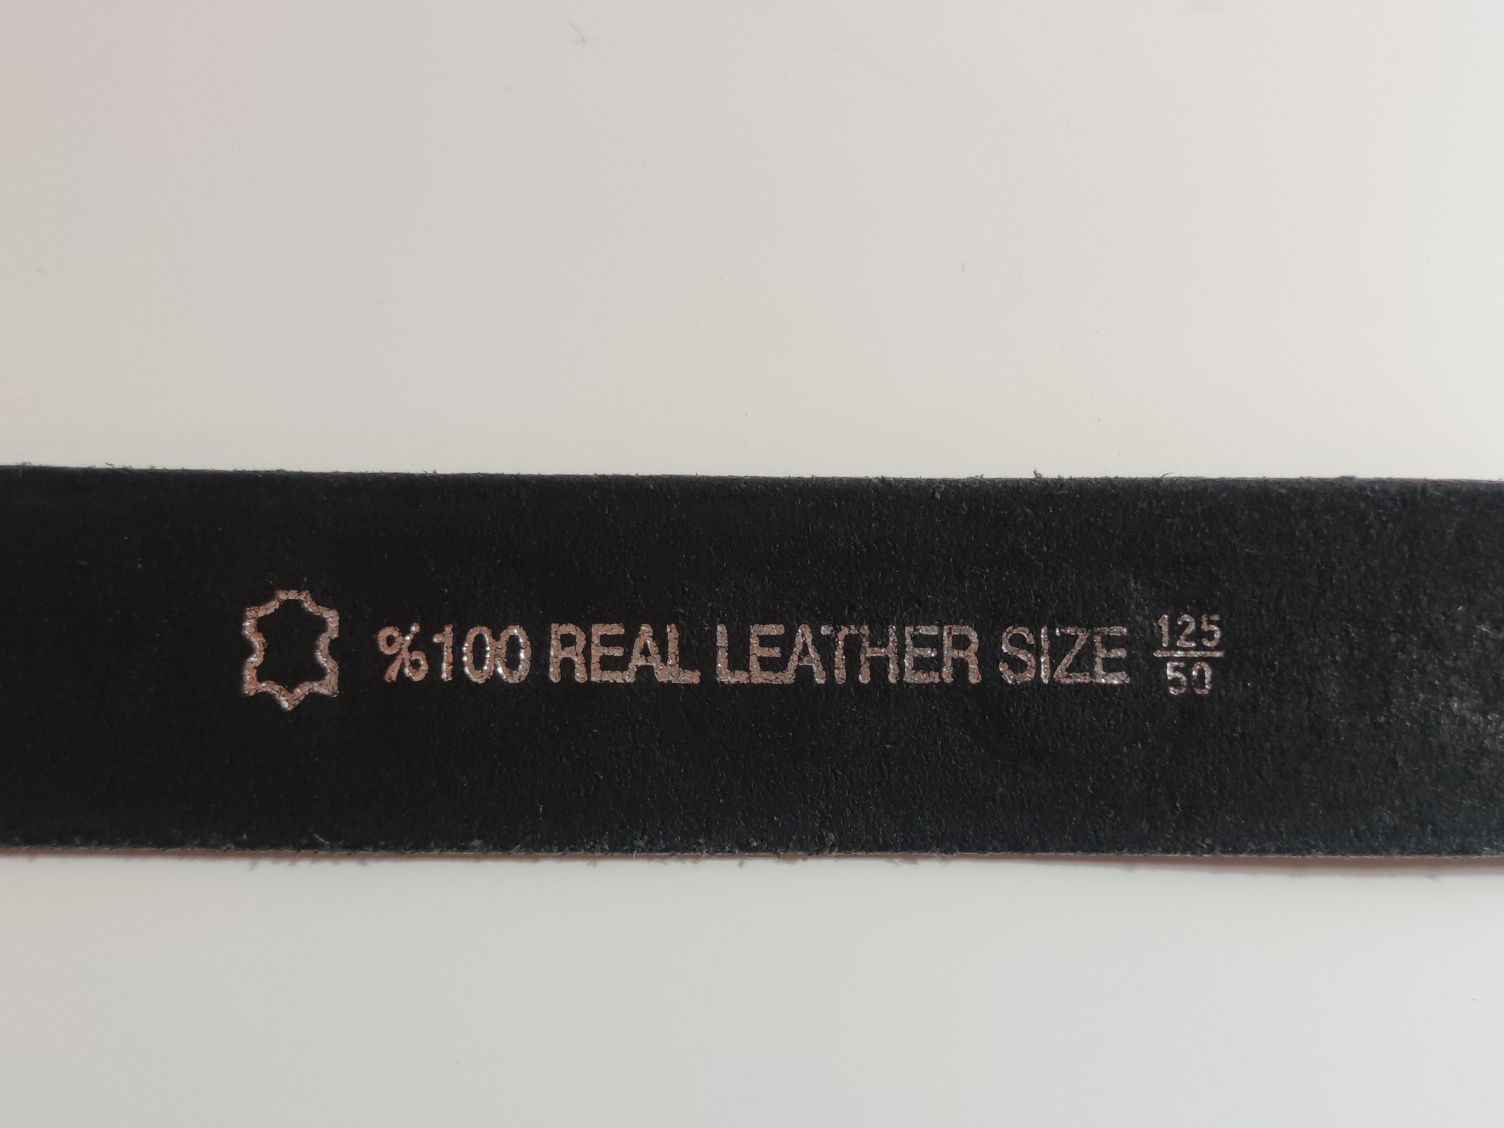 %100 REAL LEATHER SIZE 125/50